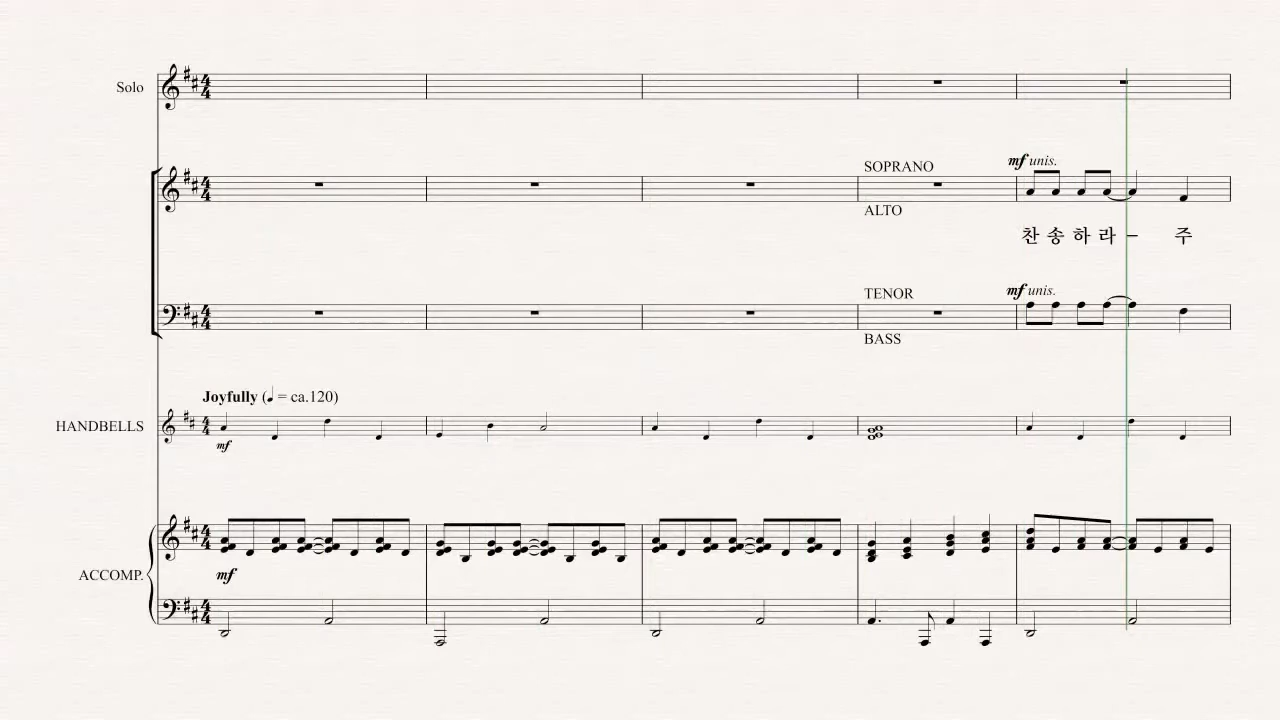 Solo
SOPRANO
mf unis.
ALTO
찬 송 하 라 – 주
TENOR
mf unis.
BASS
Joyfully (♩ = ca.120)
HANDBELLS
mf
ACCOMP.
mf